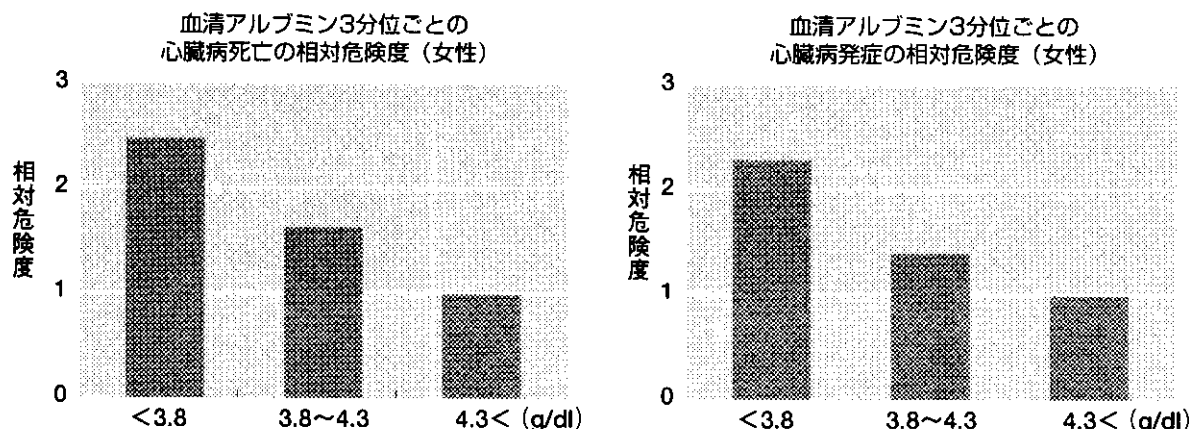 血清アルブミン3分位ごとの
心臓病死亡の相対危険度（女性）
3
2
1
0
相対危険度
＜3.8
3.8～4.3
4.3＜（g/dl）
血清アルブミン3分位ごとの
心臓病発症の相対危険度（女性）
3
2
1
0
相対危険度
＜3.8
3.8～4.3
4.3＜（g/dl）